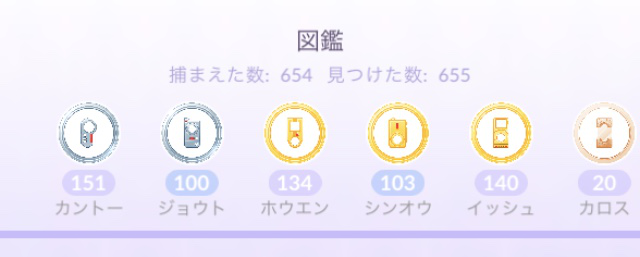 図鑑
捕まえた数: 654 見つけた数: 655
151 100 134 103 140 20
カントー ジョウト ホウエン シンオウ イッシュ カロス